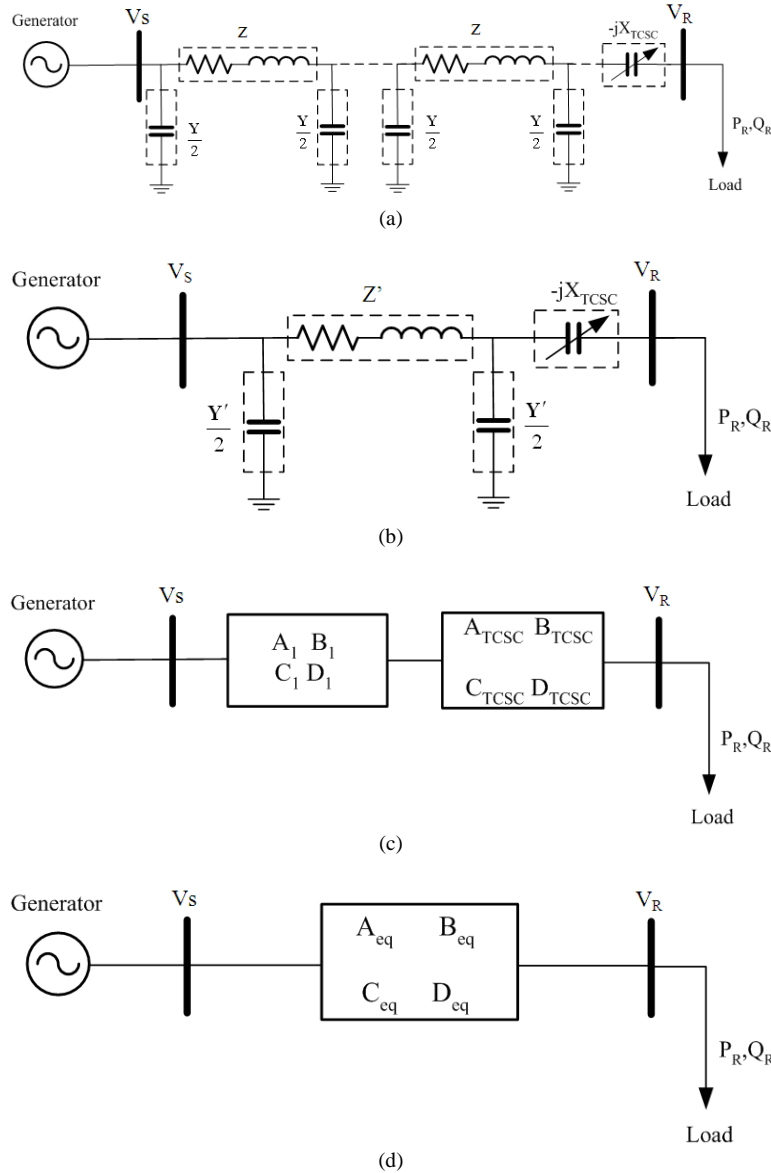 Generator
Vs
Z
Z
-jX_TCSC
V_R
Y/2
Y/2
Y/2
Y/2
P_R,Q_R
Load
(a)
Generator
V_S
Z'
-jX_TCSC
V_R
Y'/2
Y'/2
P_R,Q_R
Load
(b)
Generator
Vs
A_1 B_1
C_1 D_1
A_TCSC B_TCSC
C_TCSC D_TCSC
V_R
P_R,Q_R
Load
(c)
Generator
Vs
A_eq B_eq
C_eq D_eq
V_R
P_R,Q_R
Load
(d)